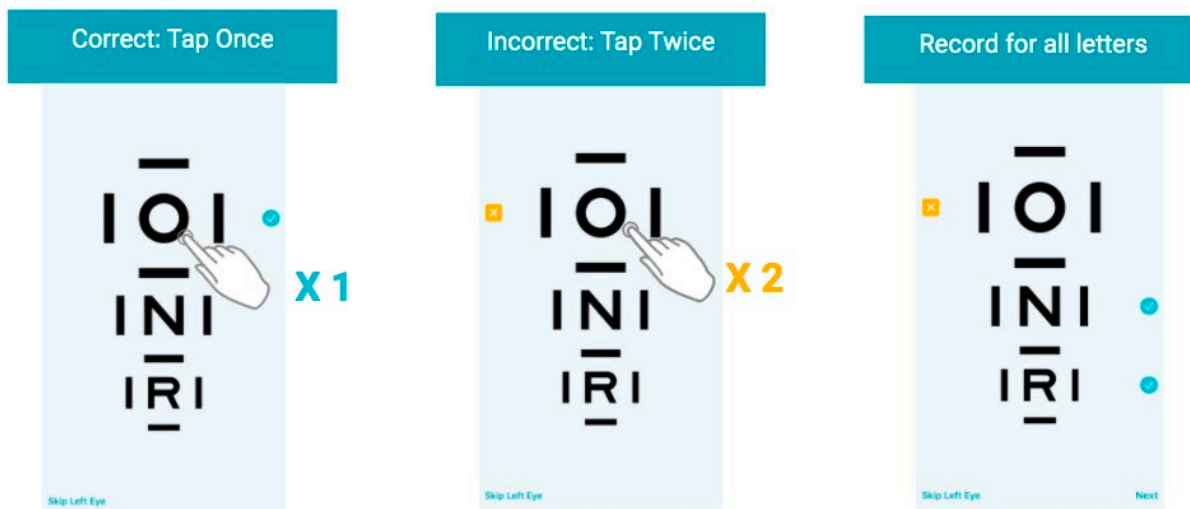 Correct: Tap Once
O
N
R
X 1
Skip Left Eye
Incorrect: Tap Twice
O
N
R
X 2
Skip Left Eye
Record for all letters
O
N
R
Skip Left Eye
Next